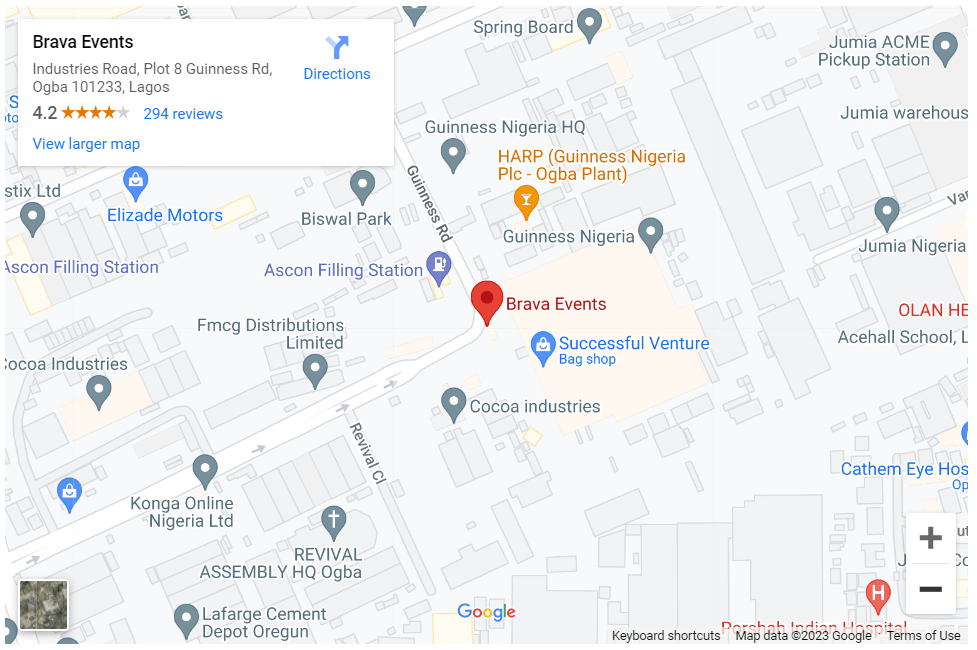 Brava Events
Industries Road, Plot 8 Guinness Rd,
Ogba 101233, Lagos
4.2
294 reviews
View larger map
Directions
Spring Board
Jumia ACME
Pickup Station
Jumia warehous
Guinness Nigeria HQ
HARP (Guinness Nigeria
Plc - Ogba Plant)
Guinness Rd
stix Ltd
Elizade Motors
Biswal Park
Guinness Nigeria
Jumia Nigeria
Ascon Filling Station
Ascon Filling Station
Brava Events
OLAN HE
Acehall School, L
Fmcg Distributions
Limited
Successful Venture
Bag shop
Cocoa Industries
Cocoa industries
Revival Cl
Cathem Eye Hos
Op
Konga Online
Nigeria Ltd
REVIVAL
ASSEMBLY HQ Ogba
Lafarge Cement
Depot Oregun
Google
Porshah Indian Hospital
Keyboard shortcuts
Map data ©2023 Google
Terms of Use